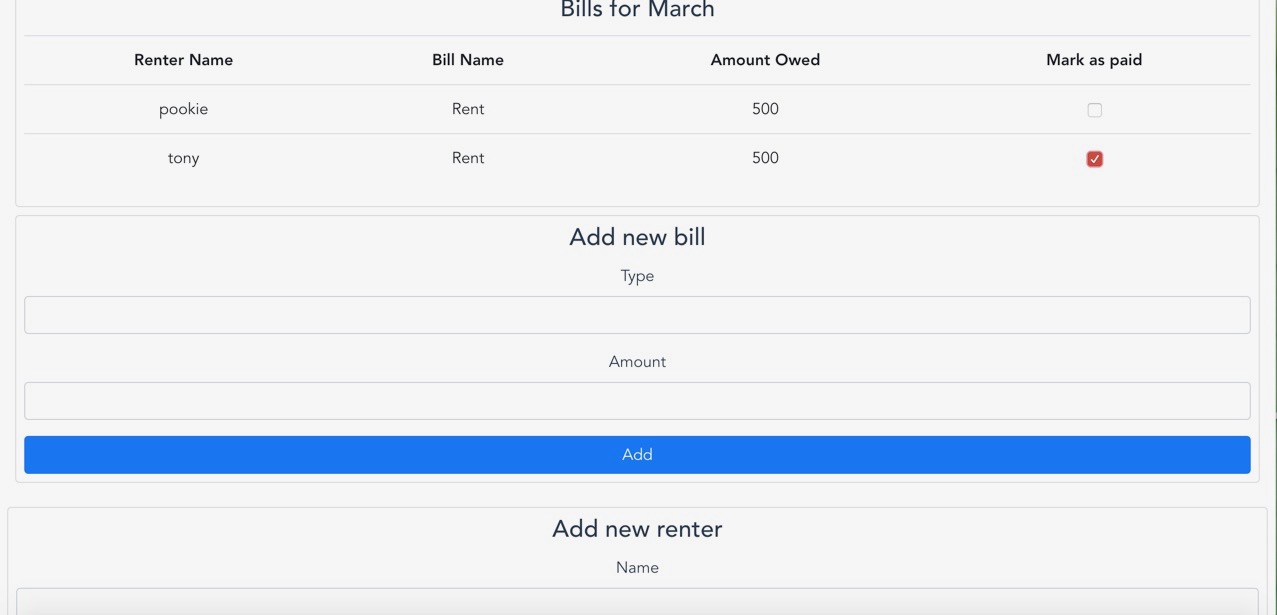 Bills for March
Renter Name Bill Name Amount Owed Mark as paid
pookie Rent 500
tony Rent 500
Add new bill
Type
Amount
Add
Add new renter
Name